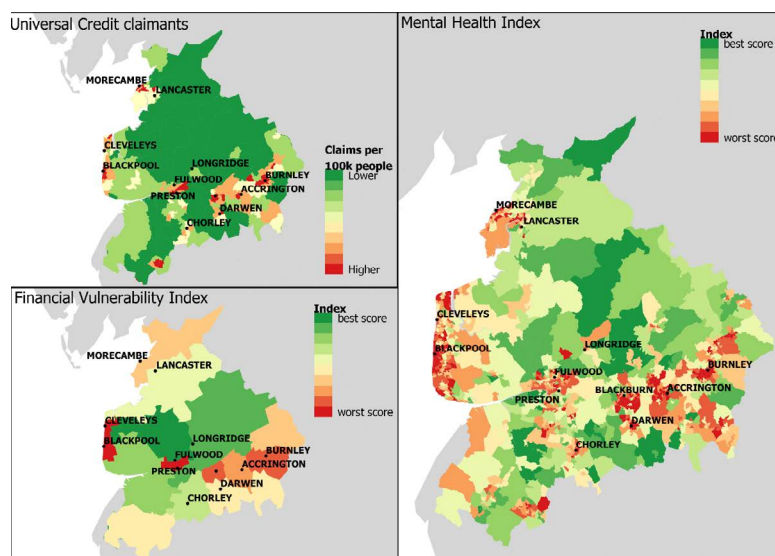 Universal Credit claimants
MORECAMBE
LANCASTER
CLEVELEYS
BLACKPOOL
LONGRIDGE
FULWOOD
PRESTON
BURNLEY
ACCRINGTON
DARWEN
CHORLEY
Claims per
100k people
Lower
Higher
Financial Vulnerability Index
Index
best score
worst score
MORECAMBE
LANCASTER
CLEVELEYS
BLACKPOOL
LONGRIDGE
FULWOOD
PRESTON
BURNLEY
ACCRINGTON
DARWEN
CHORLEY
Mental Health Index
Index
best score
worst score
MORECAMBE
LANCASTER
CLEVELEYS
BLACKPOOL
LONGRIDGE
FULWOOD
PRESTON
BLACKBURN
BURNLEY
ACCRINGTON
DARWEN
CHORLEY